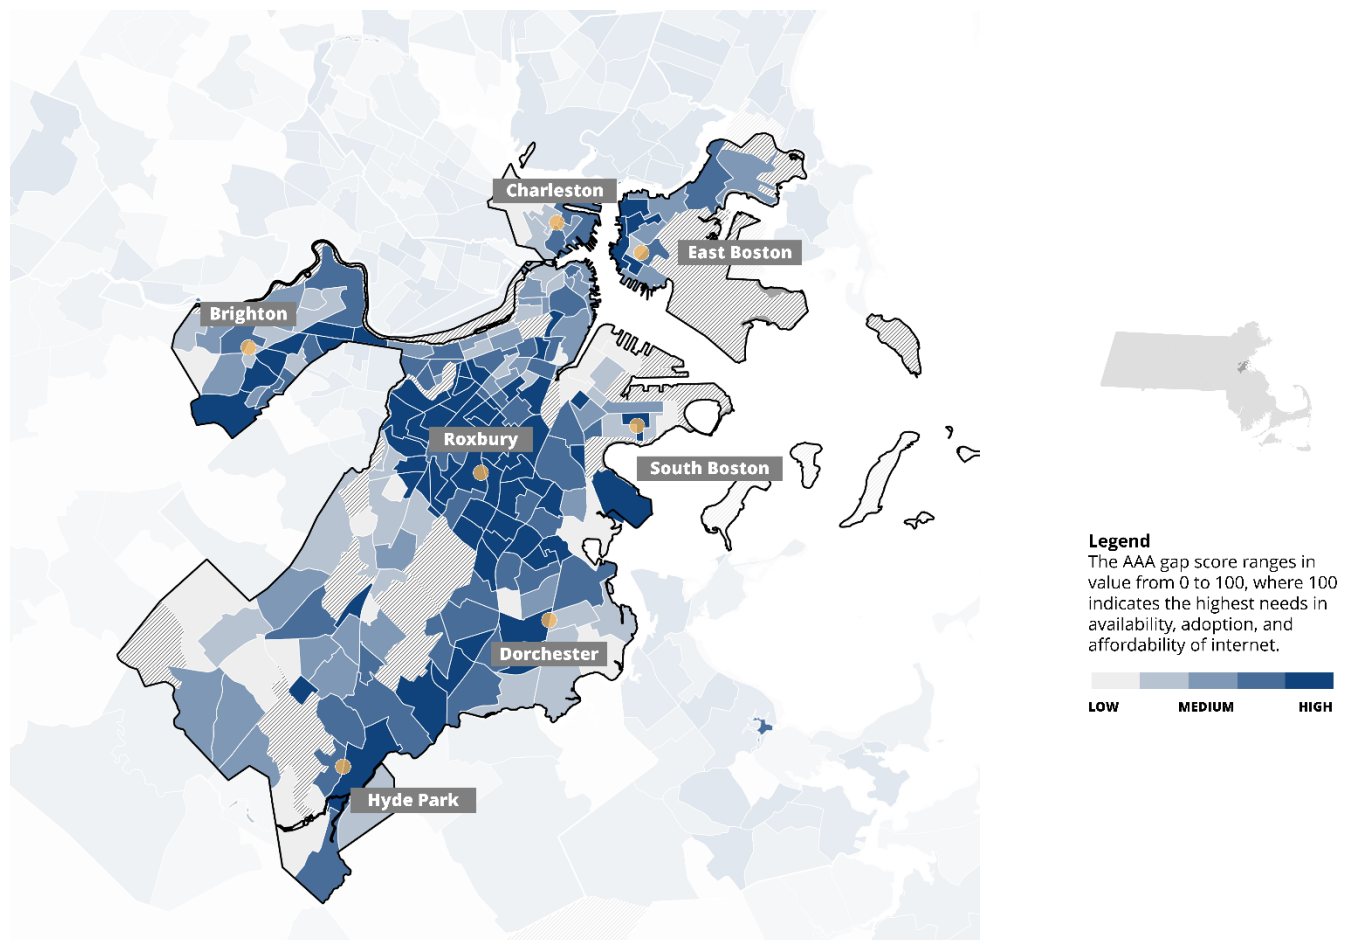 Charleston
East Boston
Brighton
Roxbury
South Boston
Dorchester
Hyde Park
Legend
The AAA gap score ranges in
value from 0 to 100, where 100
indicates the highest needs in
availability, adoption, and
affordability of internet.
LOW MEDIUM HIGH